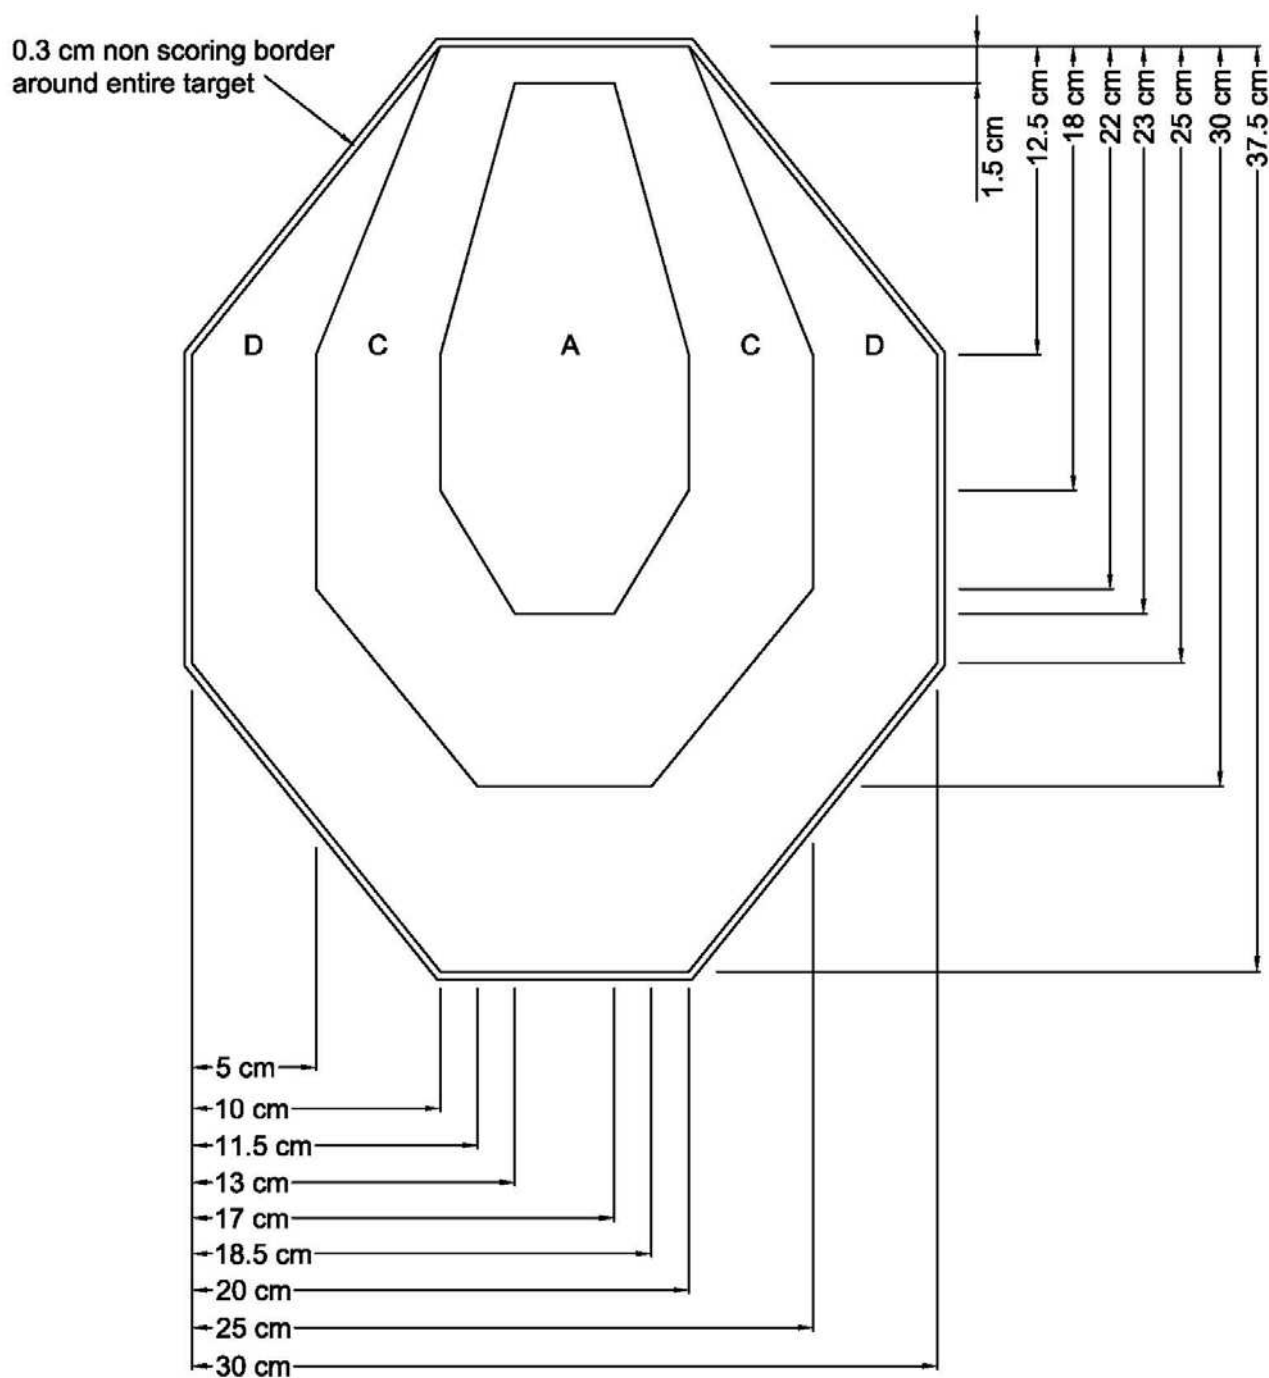 0.3 cm non scoring border
around entire target
1.5 cm
12.5 cm
18 cm
22 cm
23 cm
25 cm
30 cm
37.5 cm
D
C
A
C
D
5 cm
10 cm
11.5 cm
13 cm
17 cm
18.5 cm
20 cm
25 cm
30 cm